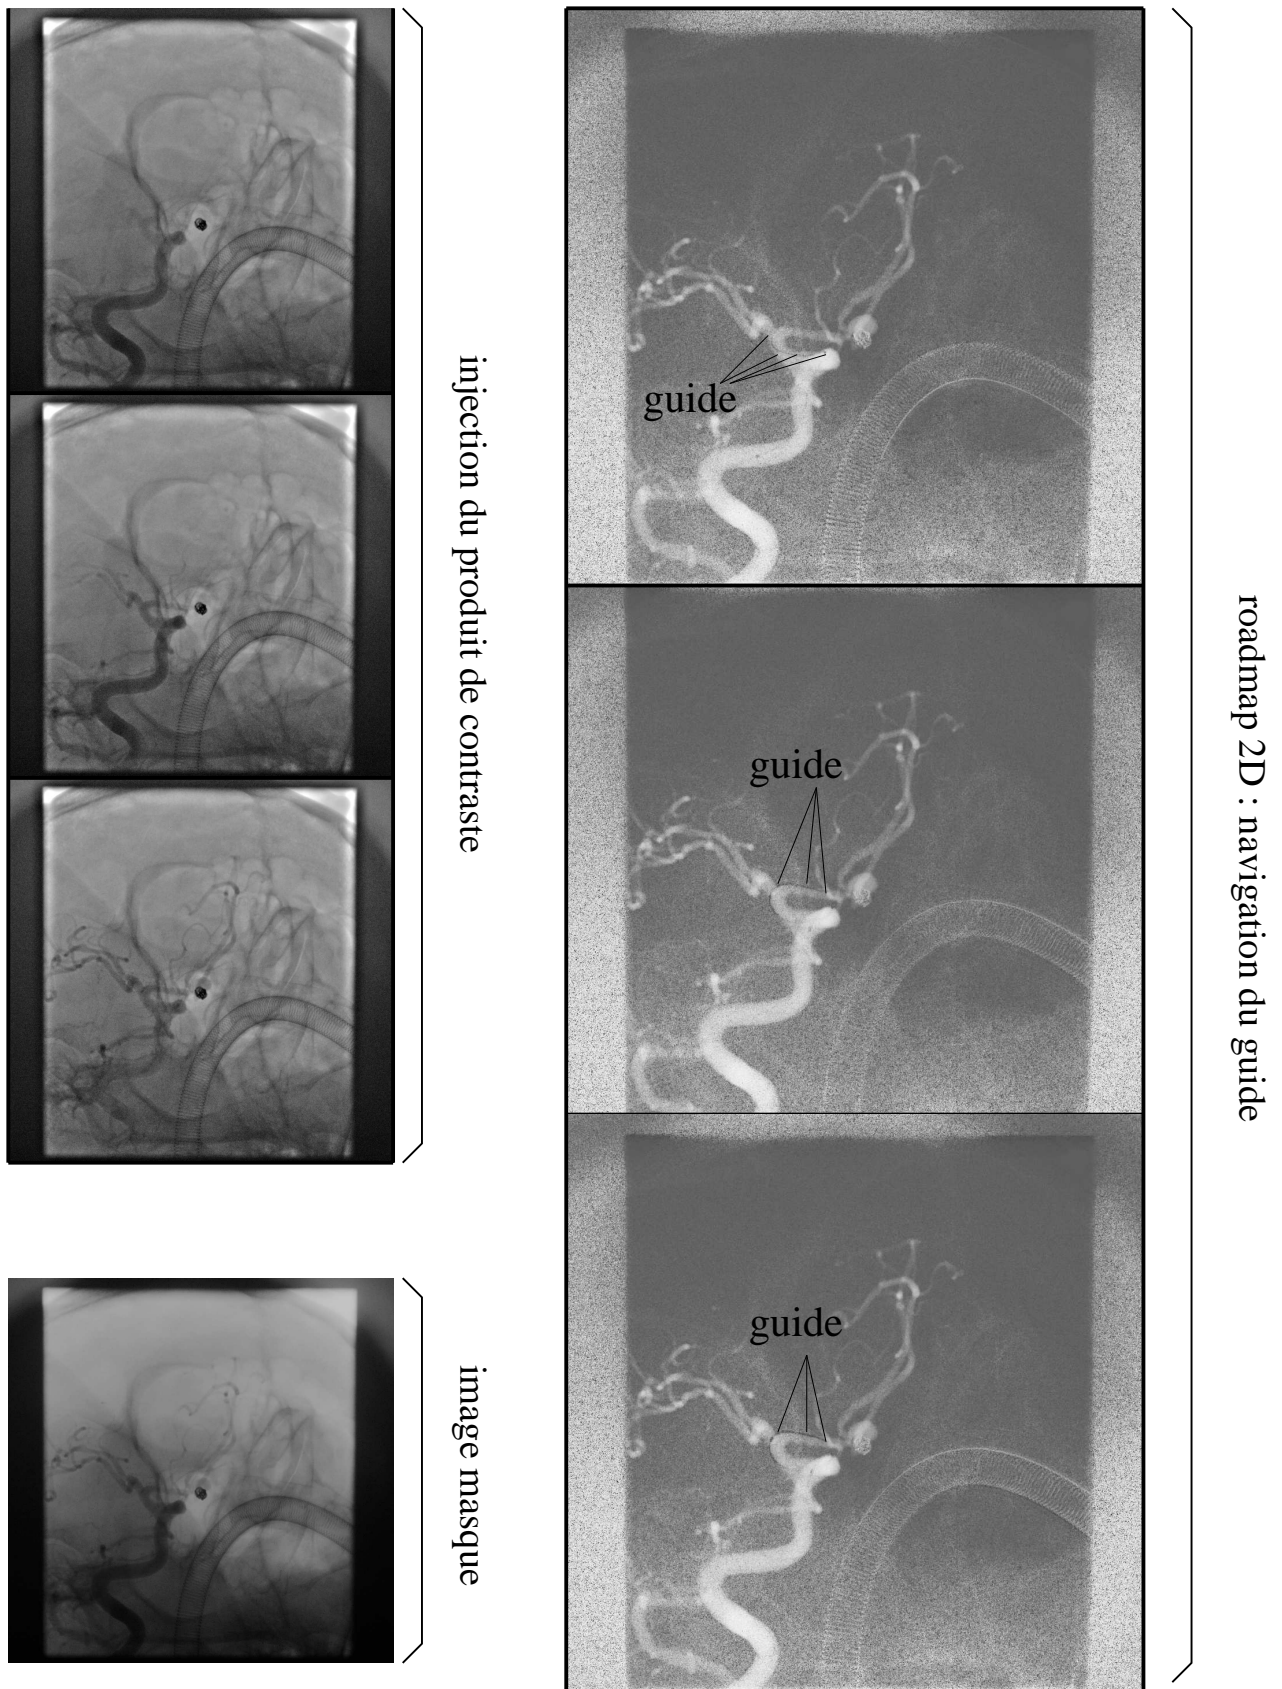 injection du produit de contraste
image masque
guide
guide
guide
roadmap 2D : navigation du guide